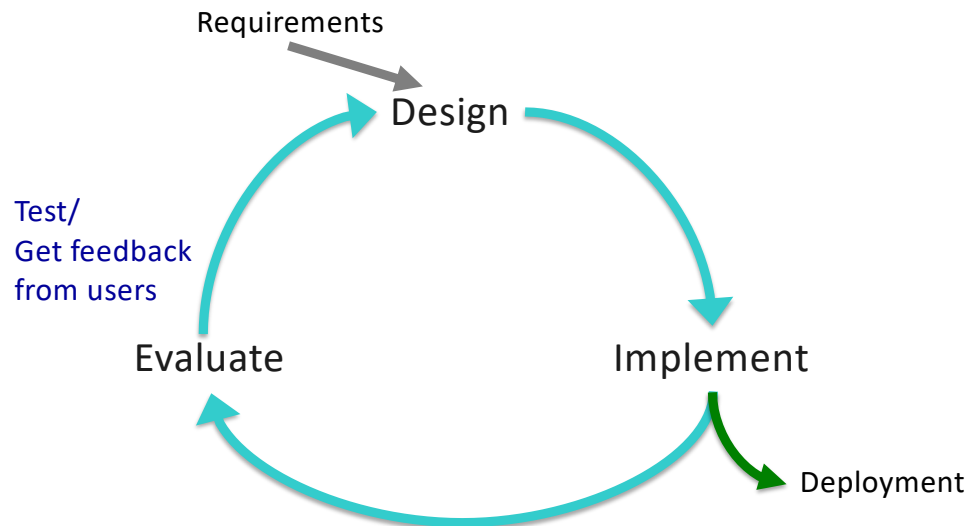 Requirements
Design
Test/
Get feedback
from users
Evaluate
Implement
Deployment